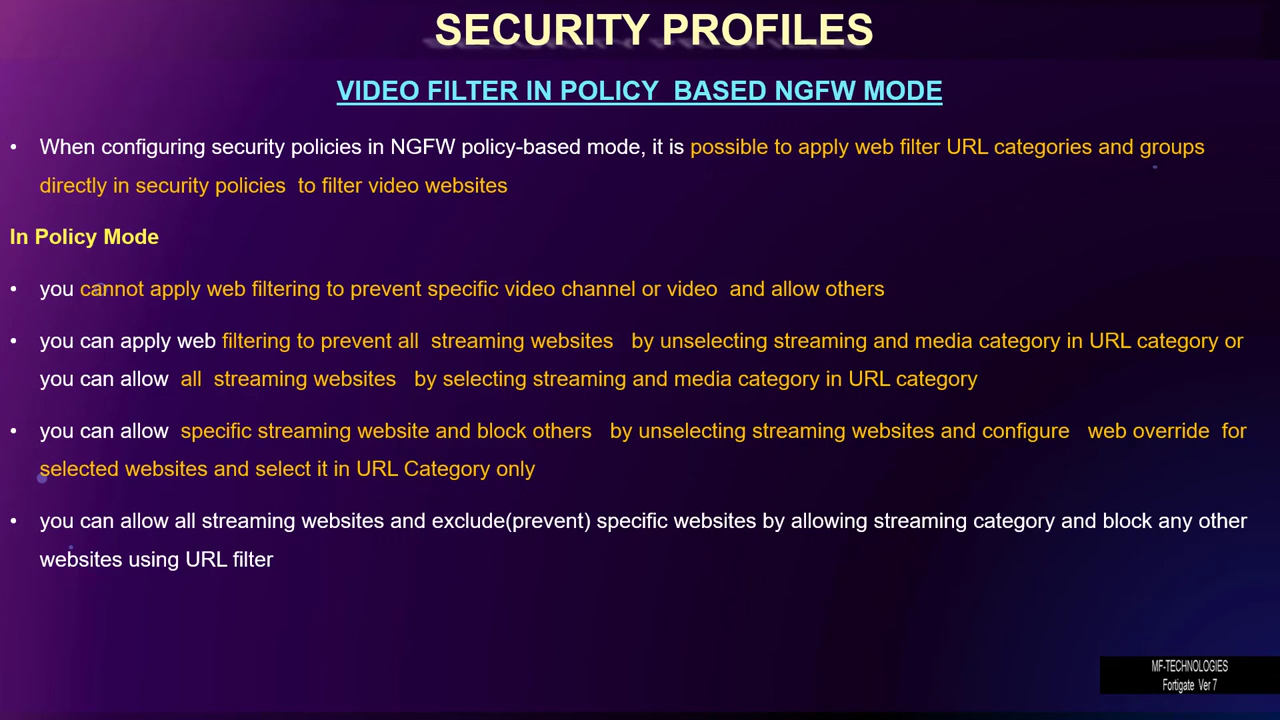 SECURITY PROFILES
VIDEO FILTER IN POLICY BASED NGFW MODE
• When configuring security policies in NGFW policy-based mode, it is possible to apply web filter URL categories and groups
directly in security policies to filter video websites
In Policy Mode
• you cannot apply web filtering to prevent specific video channel or video and allow others
• you can apply web filtering to prevent all streaming websites by unselecting streaming and media category in URL category or
you can allow all streaming websites by selecting streaming and media category in URL category
• you can allow specific streaming website and block others by unselecting streaming websites and configure web override for
selected websites and select it in URL Category only
• you can allow all streaming websites and exclude(prevent) specific websites by allowing streaming category and block any other
websites using URL filter
MF-TECHNOLOGIES
Fortigate Ver 7